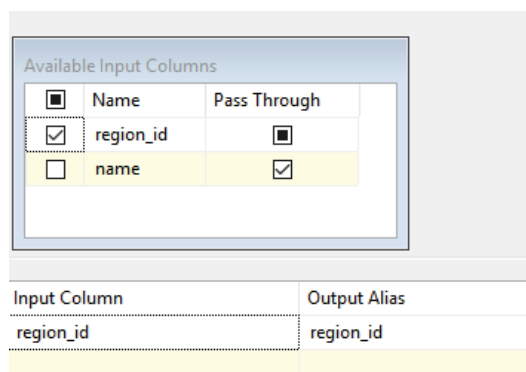 Available Input Columns
Name Pass Through
region_id
name
Input Column Output Alias
region_id region_id